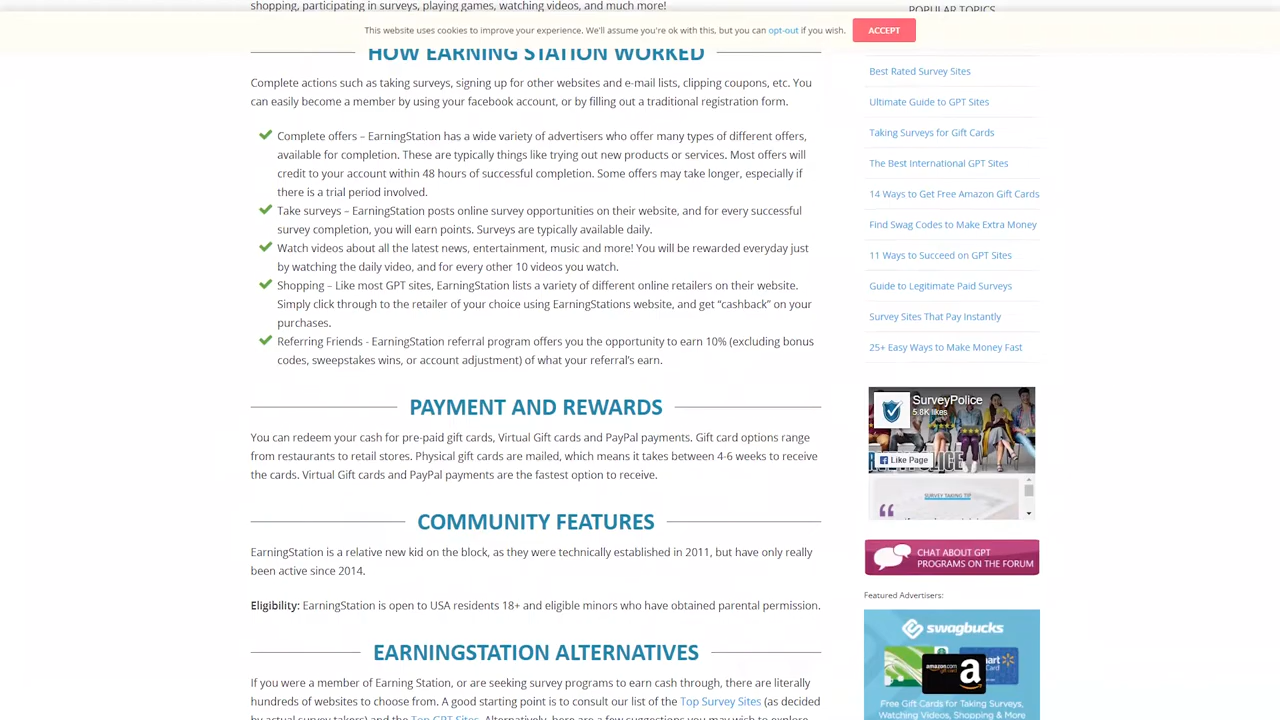 shopping, participating in surveys, playing games, watching videos, and much more!
POPULAR TOPICS
This website uses cookies to improve your experience. We'll assume you're ok with this, but you can opt-out if you wish.
ACCEPT
HOW EARNING STATION WORKED
Complete actions such as taking surveys, signing up for other websites and e-mail lists, clipping coupons, etc. You
can easily become a member by using your facebook account, or by filling out a traditional registration form.
Complete offers – EarningStation has a wide variety of advertisers who offer many types of different offers,
available for completion. These are typically things like trying out new products or services. Most offers will
credit to your account within 48 hours of successful completion. Some offers may take longer, especially if
there is a trial period involved.
Take surveys – EarningStation posts online survey opportunities on their website, and for every successful
survey completion, you will earn points. Surveys are typically available daily.
Watch videos about all the latest news, entertainment, music and more! You will be rewarded everyday just
by watching the daily video, and for every other 10 videos you watch.
Shopping – Like most GPT sites, EarningStation lists a variety of different online retailers on their website.
Simply click through to the retailer of your choice using EarningStations website, and get “cashback” on your
purchases.
Referring Friends - EarningStation referral program offers you the opportunity to earn 10% (excluding bonus
codes, sweepstakes wins, or account adjustment) of what your referral’s earn.
PAYMENT AND REWARDS
You can redeem your cash for pre-paid gift cards, Virtual Gift cards and PayPal payments. Gift card options range
from restaurants to retail stores. Physical gift cards are mailed, which means it takes between 4-6 weeks to receive
the cards. Virtual Gift cards and PayPal payments are the fastest option to receive.
COMMUNITY FEATURES
EarningStation is a relative new kid on the block, as they were technically established in 2011, but have only really
been active since 2014.
Eligibility: EarningStation is open to USA residents 18+ and eligible minors who have obtained parental permission.
EARNINGSTATION ALTERNATIVES
If you were a member of Earning Station, or are seeking survey programs to earn cash through, there are literally
hundreds of websites to choose from. A good starting point is to consult our list of the Top Survey Sites (as decided
by actual survey takers) and the Top GPT Sites. Alternatively, here are a few suggestions you may wish to explore
Best Rated Survey Sites
Ultimate Guide to GPT Sites
Taking Surveys for Gift Cards
The Best International GPT Sites
14 Ways to Get Free Amazon Gift Cards
Find Swag Codes to Make Extra Money
11 Ways to Succeed on GPT Sites
Guide to Legitimate Paid Surveys
Survey Sites That Pay Instantly
25+ Easy Ways to Make Money Fast
SurveyPolice
5.8K likes
Like Page
SURVEY TAKING TIP
CHAT ABOUT GPT
PROGRAMS ON THE FORUM
Featured Advertisers:
swagbucks
amazon.com
Free Gift Cards for Taking Surveys,
Watching Videos, Shopping & More